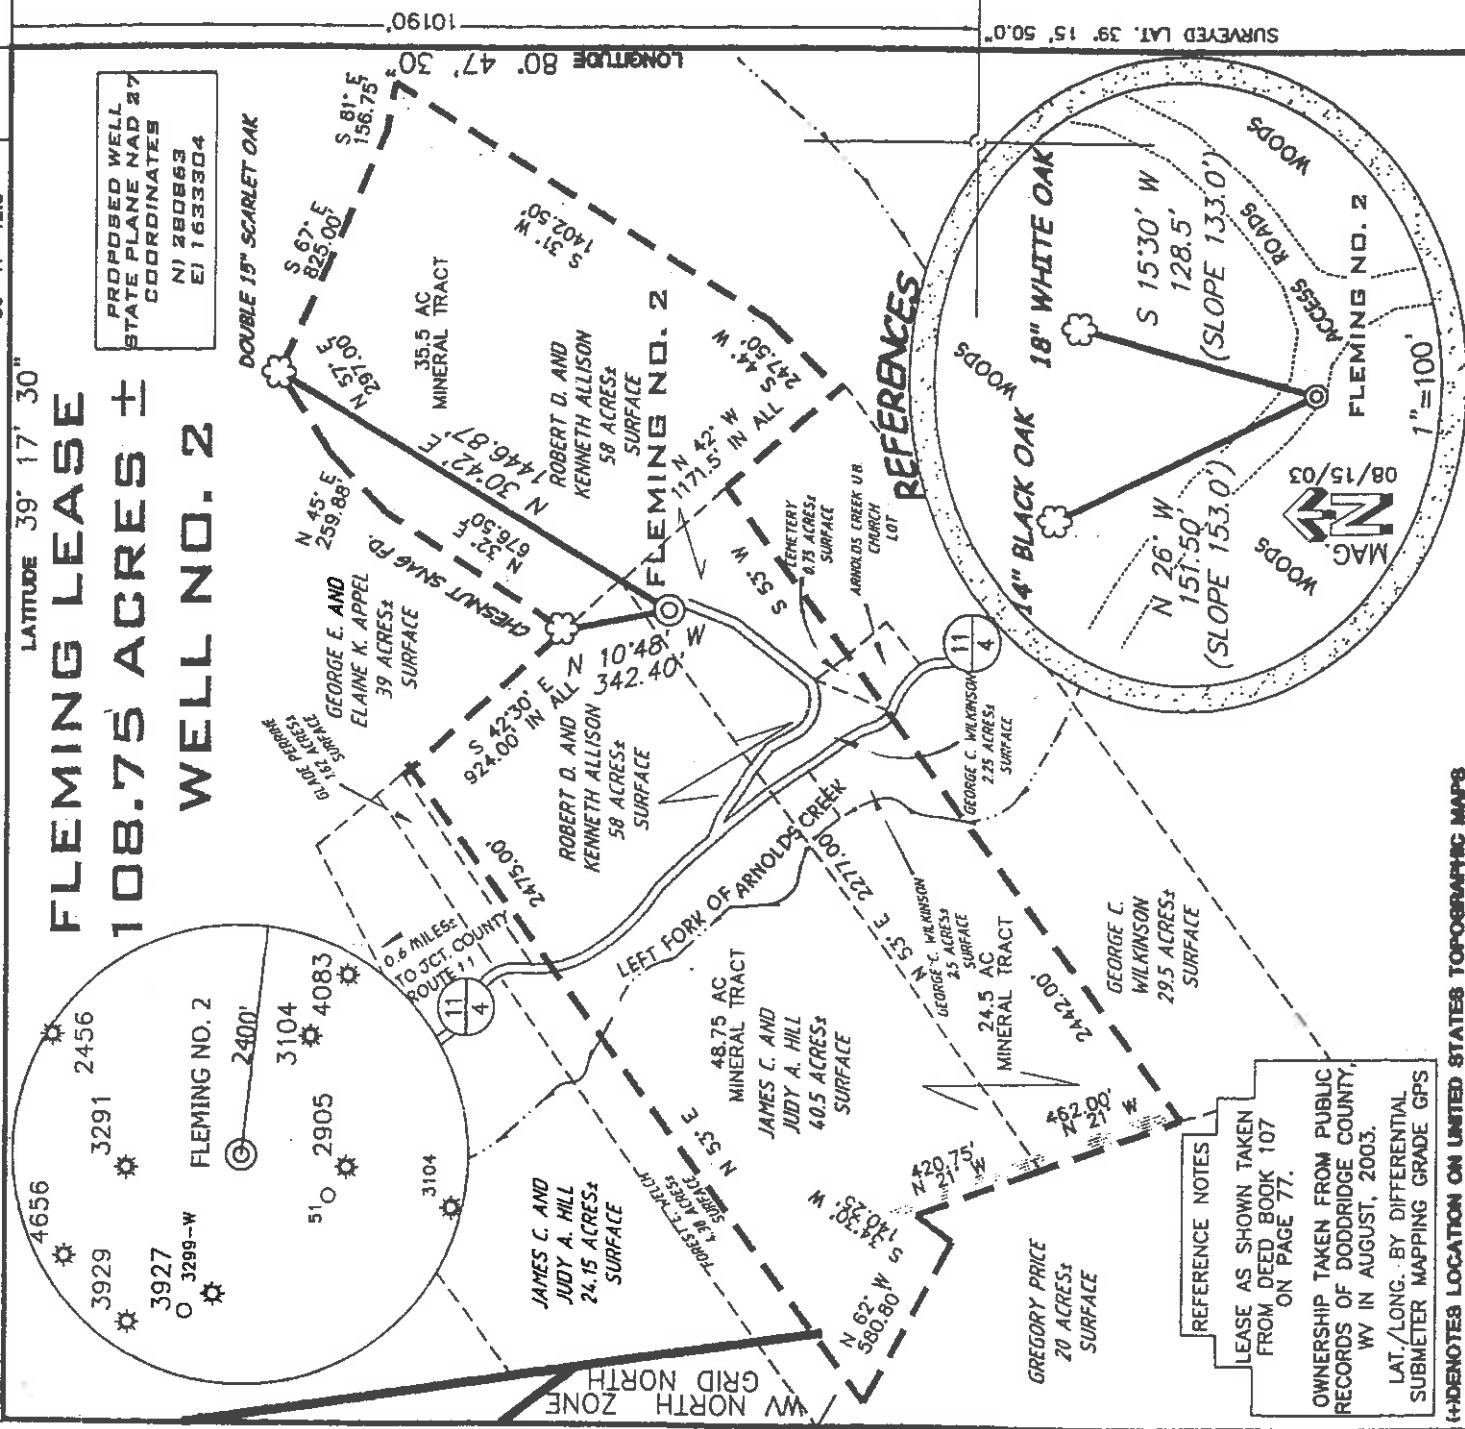 10190'
SURVEYED LAT. 39° 15' 50.0"
LATITUDE 39° 17' 30"
LONGITUDE 80° 47' 30"
FLEMING LEASE
108.75 ACRES ±
WELL NO. 2
PROPOSED WELL
STATE PLANE NAD 27
COORDINATES
N) 280863
E) 1633304
DOUBLE 15" SCARLET OAK
S 81° E
156.75'
S 67° E
825.00'
N 57° E
297.00'
N 45° E
259.88'
N 32° E
676.50'
CHESNUT SNAG FD.
N 30°42' E
1446.87'
35.5 AC
MINERAL TRACT
S 31° W
1402.50'
S 44° W
247.50'
ROBERT D. AND
KENNETH ALLISON
58 ACRES±
SURFACE
FLEMING NO. 2
N 42° W
1171.5' IN ALL
S 53° W
GEORGE E. AND
ELAINE K. APPEL
39 ACRES±
SURFACE
GLADE PERRINE
SURFACE
S 42°30' E
924.00' IN ALL
N 10°48' W
342.40'
ROBERT D. AND
KENNETH ALLISON
58 ACRES±
SURFACE
CEMETERY
0.75 ACRES±
SURFACE
ARNOLDS CREEK U.B.
CHURCH
LOT
11
4
GEORGE C. WILKINSON
2.25 ACRES±
SURFACE
2475.00'
N 53° E
LEFT FORK OF ARNOLDS CREEK
N 53° E 2277.00'
GEORGE C. WILKINSON
2.5 ACRES±
SURFACE
24.5 AC
MINERAL TRACT
2442.00'
GEORGE C.
WILKINSON
29.5 ACRES±
SURFACE
48.75 AC
MINERAL TRACT
JAMES C. AND
JUDY A. HILL
40.5 ACRES±
SURFACE
0.6 MILES±
TO JCT. COUNTY
ROUTE 11
11
4
FOREST E. WELCH
4.38 ACRES±
SURFACE
JAMES C. AND
JUDY A. HILL
24.15 ACRES±
SURFACE
462.00'
N 21° W
420.75'
N 21° W
S 34°30' W
140.25'
N 62° W
580.80'
GREGORY PRICE
20 ACRES±
SURFACE
WV NORTH ZONE
GRID NORTH
4656
2456
3291
3929
FLEMING NO. 2
2400'
3104
4083
2905
51
3927
3299-W
3104
REFERENCES
WOODS
WOODS
WOODS
18" WHITE OAK
14" BLACK OAK
S 15°30' W
128.5'
(SLOPE 133.0')
N 26° W
151.50'
(SLOPE 153.0')
ACCESS ROADS
FLEMING NO. 2
1"=100'
MAG.
N
08/15/03
REFERENCE NOTES
LEASE AS SHOWN TAKEN
FROM DEED BOOK 107
ON PAGE 77.
OWNERSHIP TAKEN FROM PUBLIC
RECORDS OF DODDRIDGE COUNTY,
WV IN AUGUST, 2003.
LAT./LONG. BY DIFFERENTIAL
SUBMETER MAPPING GRADE GPS
(+)DENOTES LOCATION ON UNITED STATES TOPOGRAPHIC MAPS